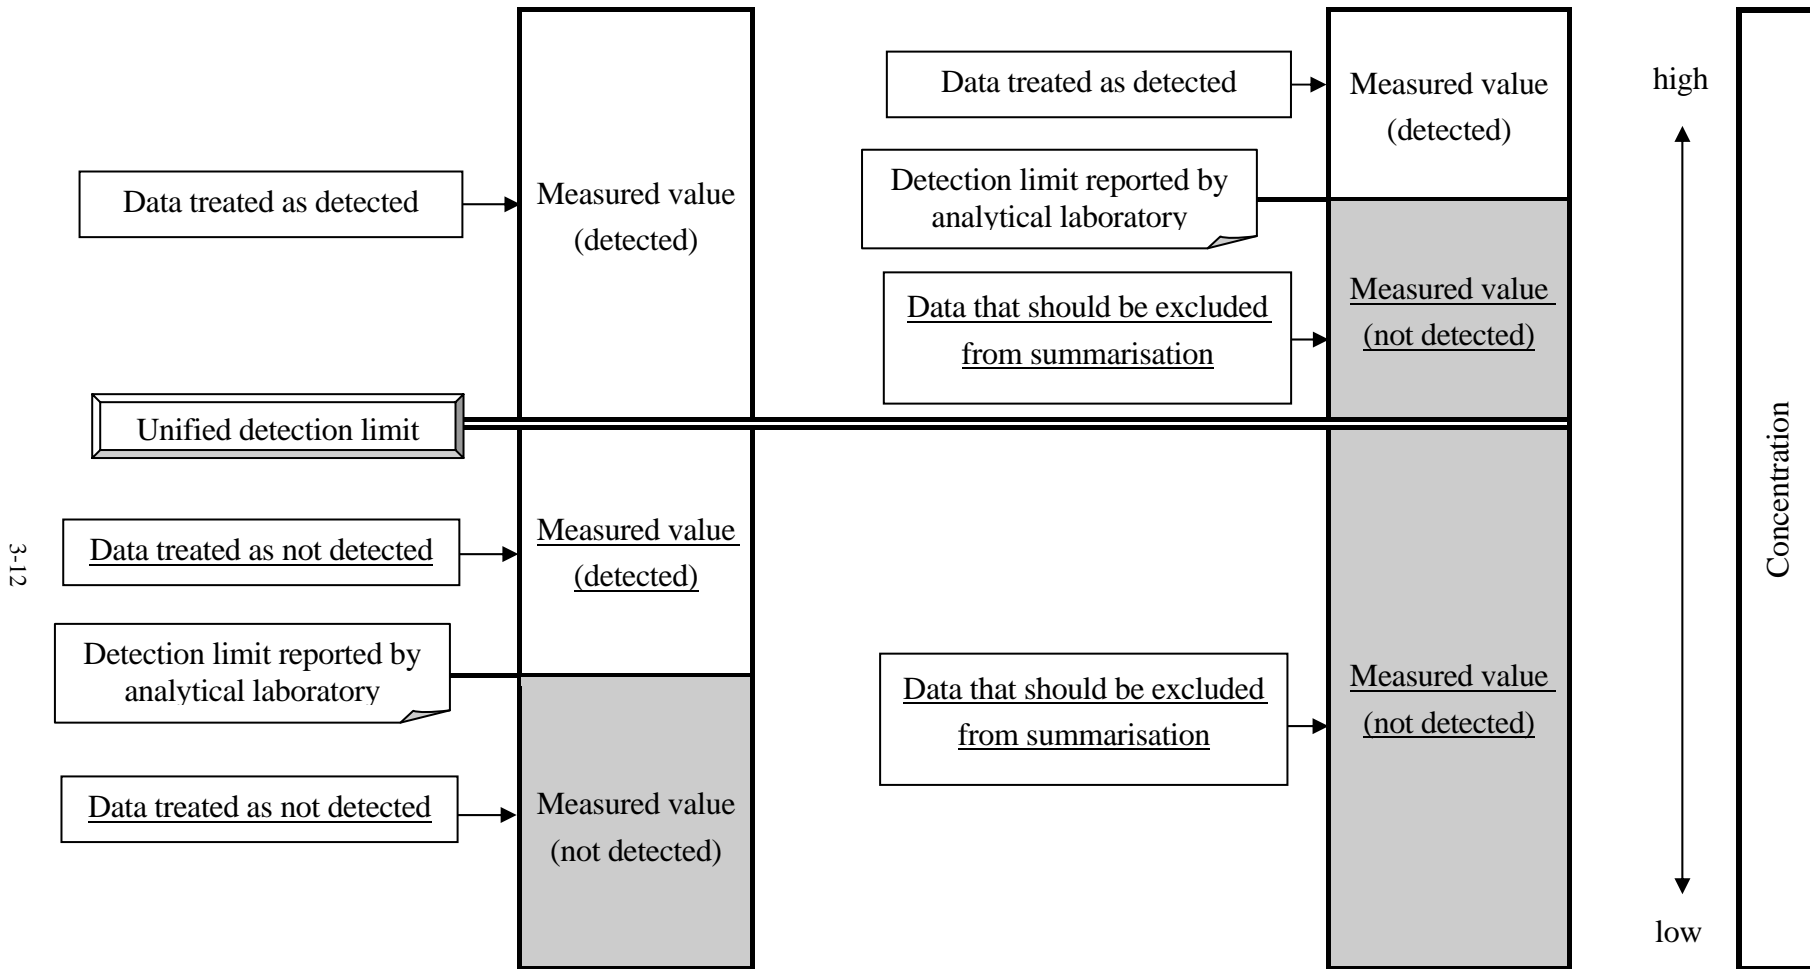 Data treated as detected
Measured value
(detected)
Unified detection limit
Data treated as not detected
Measured value
(detected)
Detection limit reported by
analytical laboratory
Data treated as not detected
Measured value
(not detected)
Data treated as detected
Measured value
(detected)
Detection limit reported by
analytical laboratory
Data that should be excluded
from summarisation
Measured value
(not detected)
Data that should be excluded
from summarisation
Measured value
(not detected)
high
low
Concentration
3-12